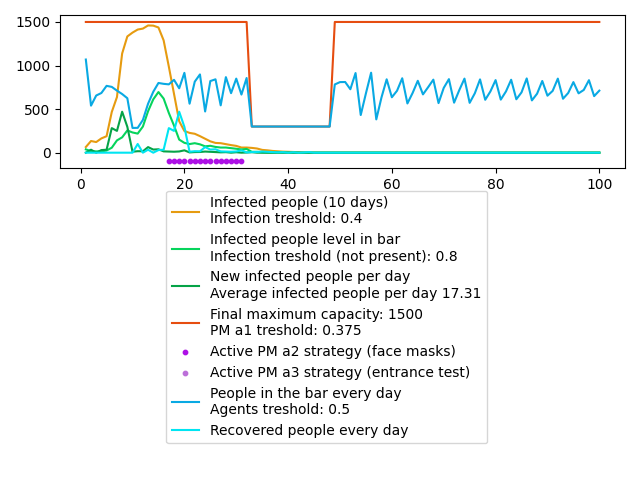 1500
1000
500
0
0
20
40
60
80
100
Infected people (10 days)
Infection treshold: 0.4
Infected people level in bar
Infection treshold (not present): 0.8
New infected people per day
Average infected people per day 17.31
Final maximum capacity: 1500
PM a1 treshold: 0.375
Active PM a2 strategy (face masks)
Active PM a3 strategy (entrance test)
People in the bar every day
Agents treshold: 0.5
Recovered people every day